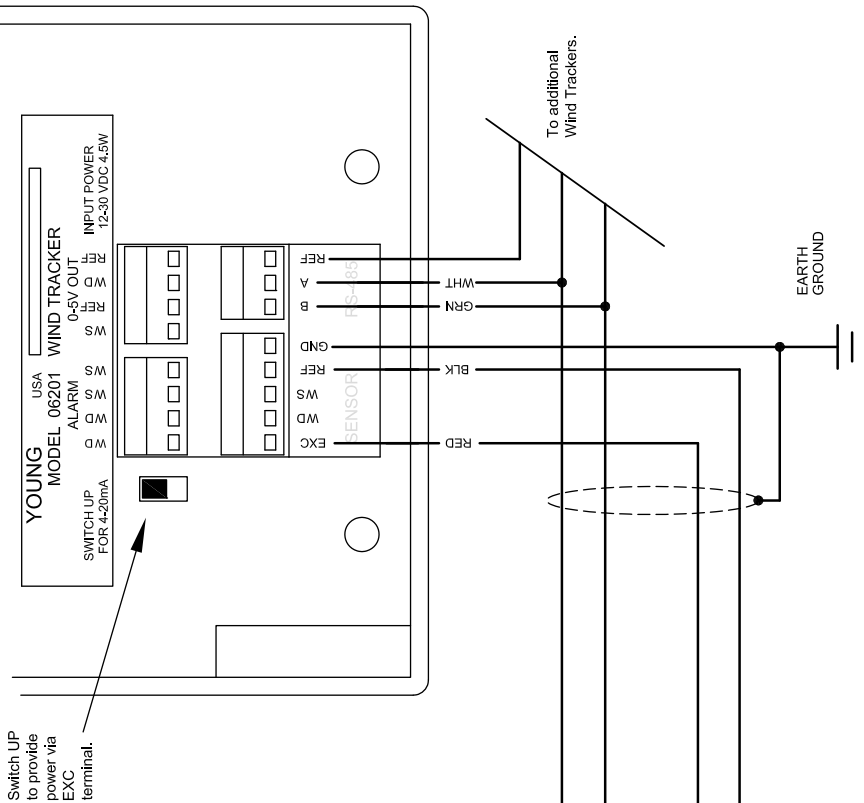 Switch UP
to provide
power via
EXC
terminal.
YOUNG
USA
MODEL 06201 WIND TRACKER
SWITCH UP
FOR 4-20mA
ALARM
0-5V OUT
INPUT POWER
12-30 VDC 4.5W
WD
WD
WS
WS
WS
REF
WD
REF
EXC
WD
WS
REF
GND
B
A
REF
SENSOR
RS-485
RED
BLK
GRN
WHT
To additional
Wind Trackers.
EARTH
GROUND